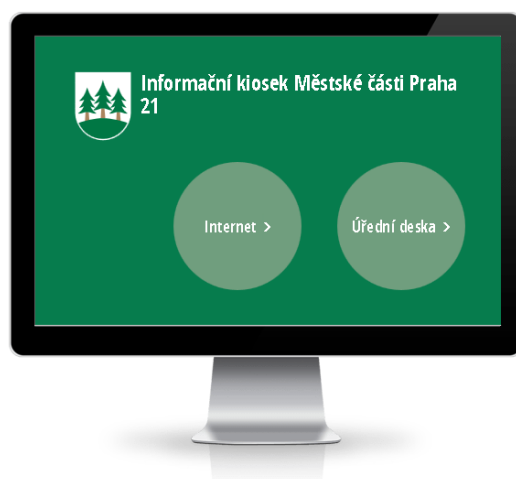 Informační kiosek Městské části Praha
21
Internet >
Úřední deska >